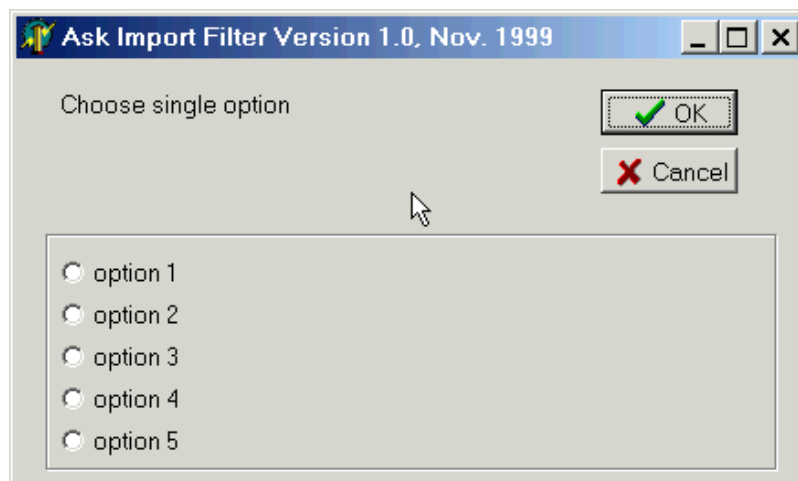 Ask Import Filter Version 1.0, Nov. 1999
Choose single option
OK
Cancel
option 1
option 2
option 3
option 4
option 5